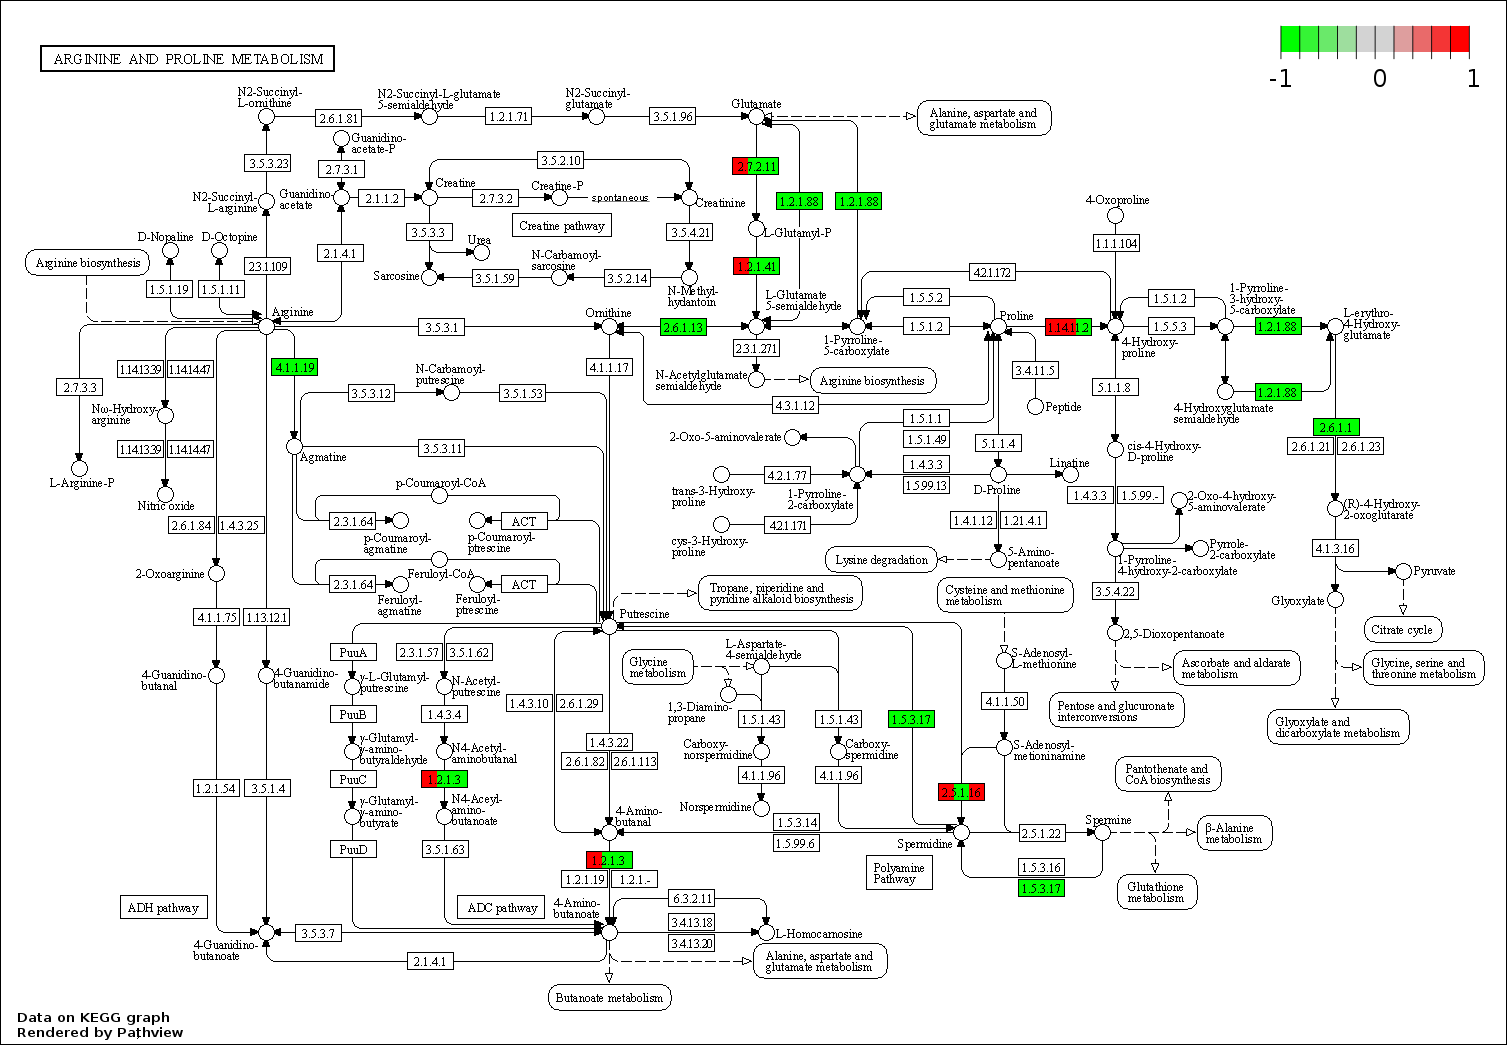 ARGININE AND PROLINE METABOLISM
-1
0
1
N2-Succinyl-
L-ornithine
2.6.1.81
N2-Succinyl-L-glutamate
5-semialdehyde
1.2.1.71
N2-Succinyl-
glutamate
3.5.1.96
Glutamate
Alanine, aspartate and
glutamate metabolism
Guanidino-
acetate-P
3.5.3.23
2.7.3.1
3.5.2.10
2.7.2.11
N2-Succinyl-
L-arginine
Guanidino
acetate
2.1.1.2
Creatine
2.7.3.2
Creatine-P
spontaneous
Creatinine
1.2.1.88
1.2.1.88
4-Oxoproline
Creatine pathway
3.5.3.3
3.5.4.21
L-Glutamyl-P
1.1.1.104
D-Nopaline
D-Octopine
2.1.4.1
Urea
Arginine biosynthesis
2.3.1.109
Sarcosine
3.5.1.59
N-Carbamoyl-
sarcosine
3.5.2.14
1.2.1.41
4.2.1.172
1.5.1.19
1.5.1.11
N-Methyl-
hydantoin
L-Glutamate
5-semialdehyde
1.5.5.2
1.5.1.2
1-Pyrroline-
3-hydroxy-
5-carboxylate
Arginine
3.5.3.1
Ornithine
2.6.1.13
1.5.1.2
Proline
1.14.11.2
1.5.5.3
1.2.1.88
L-erythro-
4-Hydroxy-
glutamate
2.3.1.271
1-Pyrroline-
5-carboxylate
4-Hydroxy-
proline
1.14.13.39
1.14.14.47
4.1.1.19
4.1.1.17
N-Acetylglutamate
semialdehyde
Arginine biosynthesis
3.4.11.5
2.7.3.3
N-Carbamoyl-
putrescine
3.5.3.12
3.5.1.53
5.1.1.8
1.2.1.88
4.3.1.12
Peptide
4-Hydroxyglutamate
semialdehyde
Nω-Hydroxy-
arginine
1.5.1.1
2.6.1.1
2-Oxo-5-aminovalerate
1.5.1.49
5.1.1.4
2.6.1.21
2.6.1.23
1.14.13.39
1.14.14.47
Agmatine
3.5.3.11
cis-4-Hydroxy-
D-proline
L-Arginine-P
p-Coumaroyl-CoA
trans-3-Hydroxy-
proline
4.2.1.77
1-Pyrroline-
2-carboxylate
1.4.3.3
1.5.99.13
D-Proline
Linatine
1.4.3.3
1.5.99.-
2-Oxo-4-hydroxy-
5-aminovalerate
Nitric oxide
(R)-4-Hydroxy-
2-oxoglutarate
2.6.1.84
1.4.3.25
2.3.1.64
ACT
4.2.1.171
1.4.1.12
1.21.4.1
p-Coumaroyl-
agmatine
p-Coumaroyl-
ptrescine
cys-3-Hydroxy-
proline
4.1.3.16
Lysine degradation
5-Amino-
pentanoate
1-Pyrroline-
4-hydroxy-2-carboxylate
Pyrrole-
2-carboxylate
2-Oxoarginine
Feruloyl-CoA
2.3.1.64
ACT
Pyruvate
Feruloyl-
agmatine
Feruloyl-
ptrescine
Tropane, piperidine and
pyridine alkaloid biosynthesis
Cysteine and methionine
metabolism
3.5.4.22
Glyoxylate
4.1.1.75
1.13.12.1
Putrescine
2,5-Dioxopentanoate
Citrate cycle
PuuA
2.3.1.57
3.5.1.62
Glycine
metabolism
L-Aspartate-
4-semialdehyde
S-Adenosyl-
L-methionine
Ascorbate and aldarate
metabolism
Glycine, serine and
threonine metabolism
4-Guanidino-
butanal
4-Guanidino-
butanamide
γ-L-Glutamyl-
putrescine
N-Acetyl-
putrescine
1.4.3.10
2.6.1.29
1,3-Diamino-
propane
4.1.1.50
Pentose and glucuronate
interconversions
Glyoxylate and
dicarboxylate metabolism
PuuB
1.4.3.4
1.5.1.43
1.5.1.43
1.5.3.17
1.4.3.22
γ-Glutamyl-
γ-amino-
butyraldehyde
N4-Acetyl-
aminobutanal
2.6.1.82
2.6.1.113
Carboxy-
norspermidine
Carboxy-
spermidine
S-Adenosyl-
metioninamine
Pantothenate and
CoA biosynthesis
1.2.1.54
3.5.1.4
PuuC
1.2.1.3
4.1.1.96
4.1.1.96
2.5.1.16
γ-Glutamyl-
γ-amino-
butyrate
N4-Aceyl-
amino-
butanoate
4-Amino-
butanal
Norspermidine
1.5.3.14
1.5.99.6
Spermidine
2.5.1.22
Spermine
β-Alanine
metabolism
PuuD
3.5.1.63
1.2.1.3
1.2.1.19
1.2.1.-
Polyamine
Pathway
1.5.3.16
1.5.3.17
Glutathione
metabolism
ADH pathway
ADC pathway
4-Amino-
butanoate
6.3.2.11
3.4.13.18
3.4.13.20
L-Homocarnosine
4-Guanidino-
butanoate
3.5.3.7
2.1.4.1
Alanine, aspartate and
glutamate metabolism
Butanoate metabolism
Data on KEGG graph
Rendered by Pathview